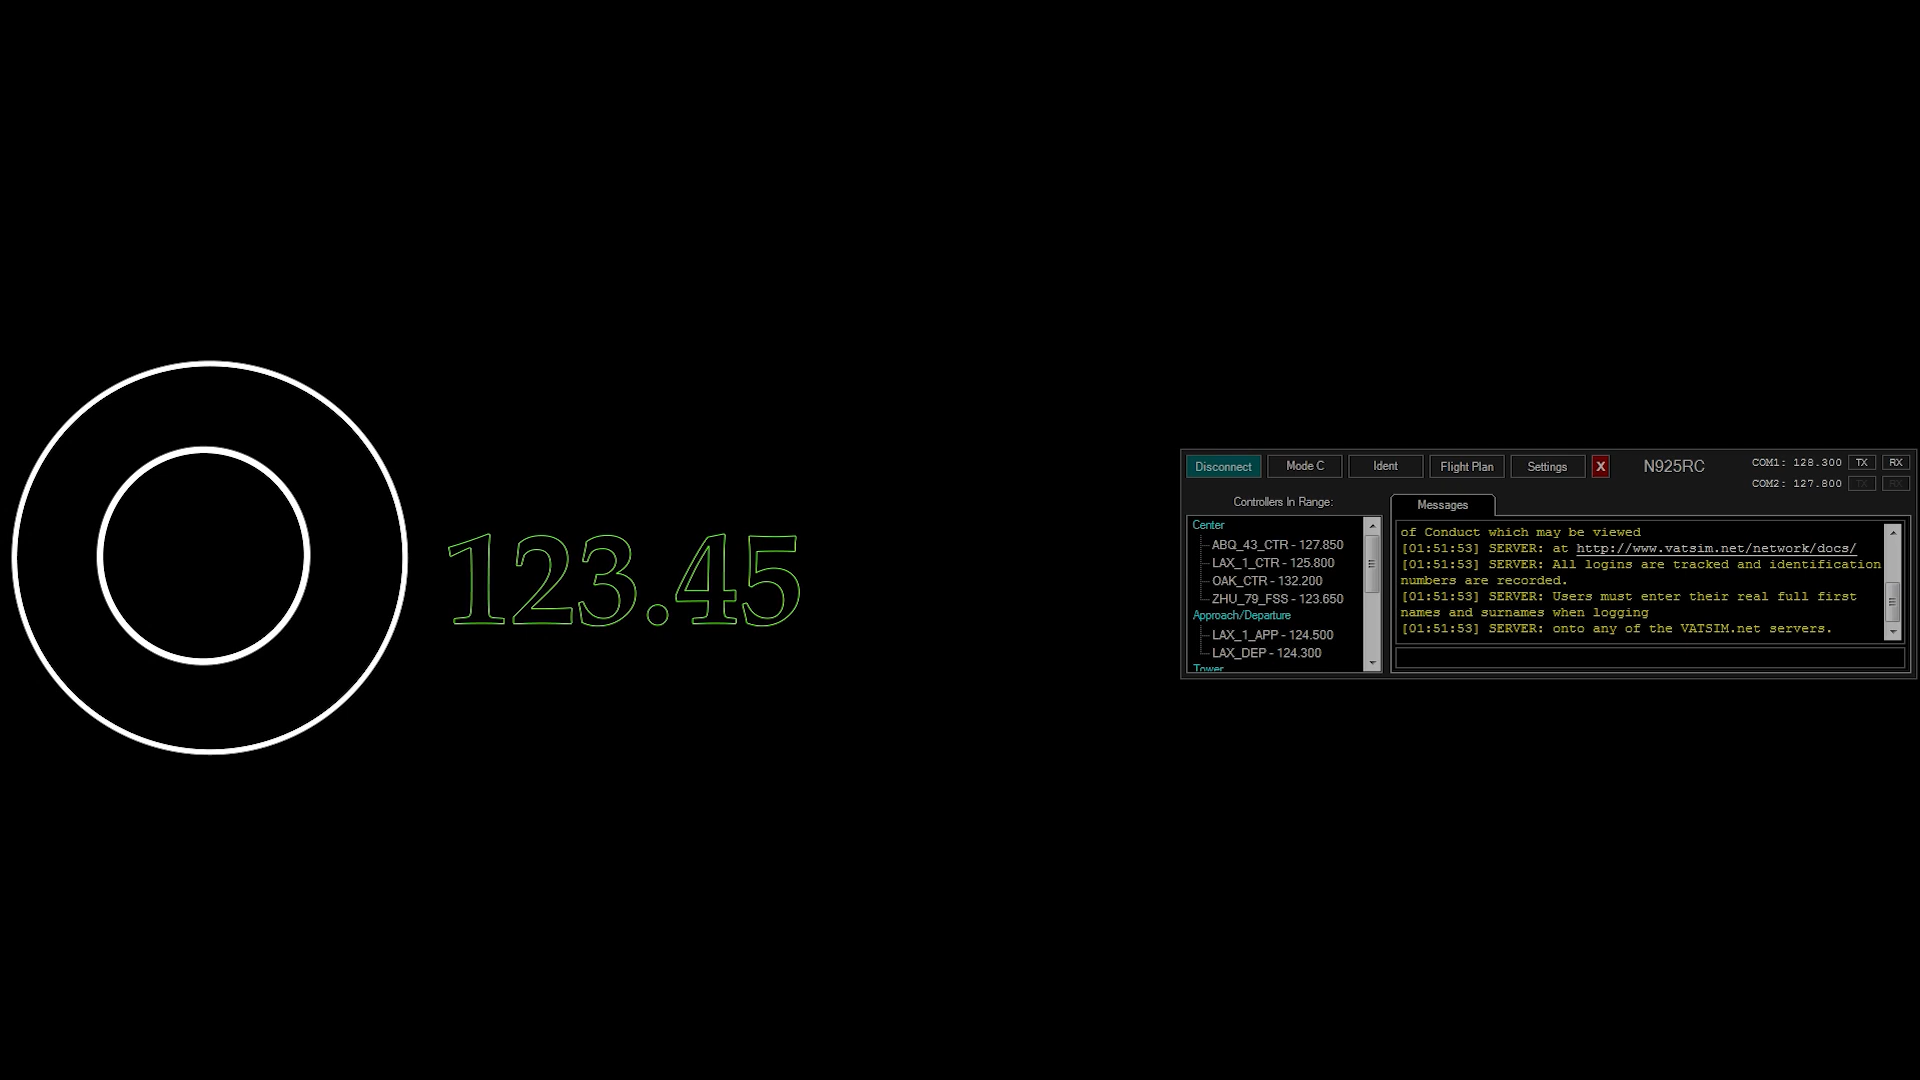 123.45
Disconnect Mode C Ident Flight Plan Settings X N925RC COM1: 128.300 TX RX
COM2: 127.800 TX RX
Controllers In Range:
Center
ABQ_43_CTR - 127.850
LAX_1_CTR - 125.800
OAK_CTR - 132.200
ZHU_79_FSS - 123.650
Approach/Departure
LAX_1_APP - 124.500
LAX_DEP - 124.300
Tower
Messages
of Conduct which may be viewed
[01:51:53] SERVER: at http://www.vatsim.net/network/docs/
[01:51:53] SERVER: All logins are tracked and identification
numbers are recorded.
[01:51:53] SERVER: Users must enter their real full first
names and surnames when logging
[01:51:53] SERVER: onto any of the VATSIM.net servers.